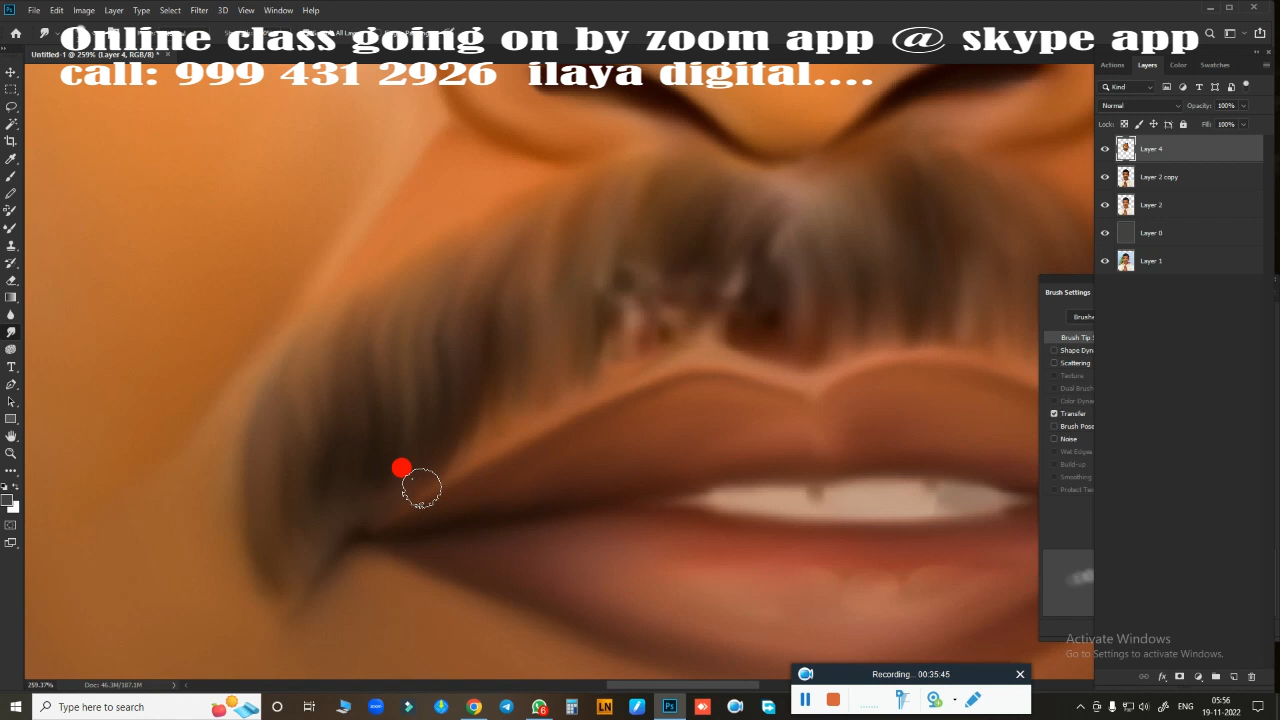 File Edit Image Layer Type Select Filter 3D View Window Help
Online class going on by zoom app @ skype app
Untitled-1 @ 259% (Layer 4, RGB/8) *
call: 999 431 2926 ilaya digital....
Actions Layers Color Swatches
Kind
Normal Opacity: 100%
Lock: Fill: 100%
Layer 4
Layer 2 copy
Layer 2
Layer 0
Layer 1
Brush Settings
Brushe
Brush Tip
Shape Dyn
Scattering
Texture
Dual Brush
Color Dyn
Transfer
Brush Pose
Noise
Wet Edges
Build-up
Smoothing
Protect Tex
Activate Windows
Go to Settings to activate Windows.
Recording... 00:35:45
259.37% Doc: 46.3M/187.1M
Type here to search
05:56
19-11-2022